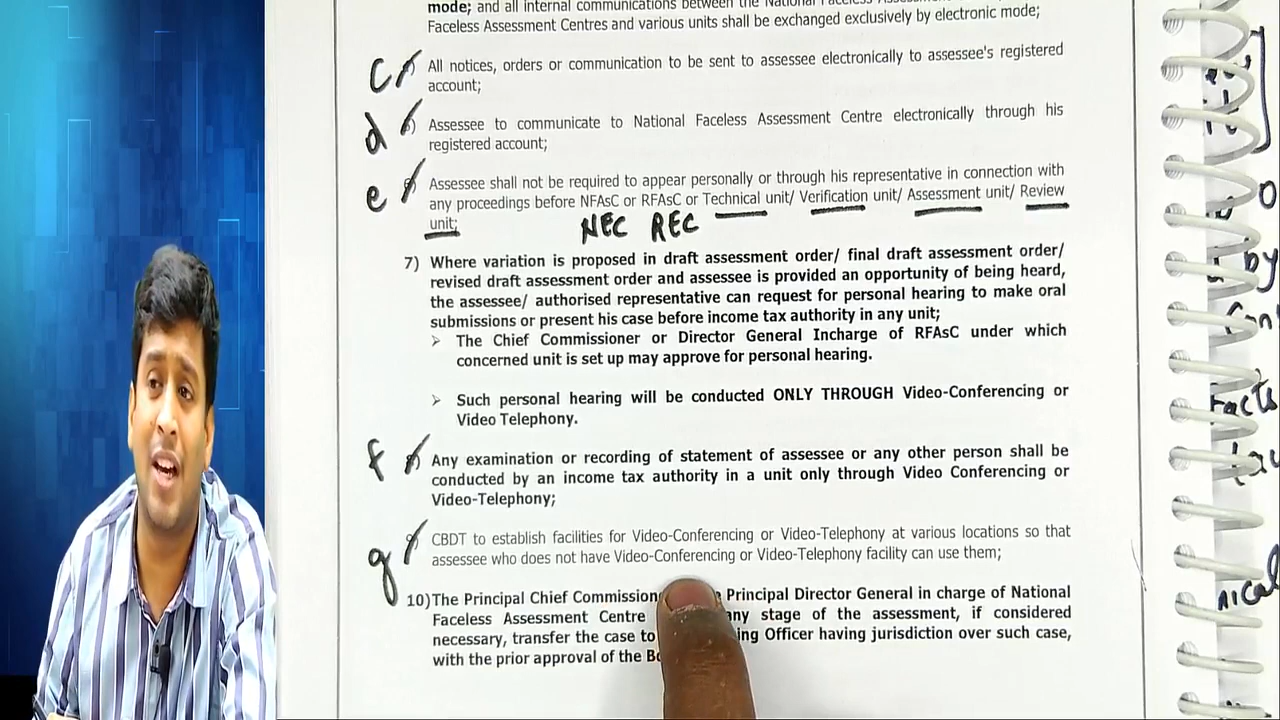 mode; and all internal communications between the National Faceless
Faceless Assessment Centres and various units shall be exchanged exclusively by electronic mode;
c All notices, orders or communication to be sent to assessee electronically to assessee's registered
account;
d Assessee to communicate to National Faceless Assessment Centre electronically through his
registered account;
e Assessee shall not be required to appear personally or through his representative in connection with
any proceedings before NFAsC or RFAsC or Technical unit/ Verification unit/ Assessment unit/ Review
unit;
NEC REC
7) Where variation is proposed in draft assessment order/ final draft assessment order/
revised draft assessment order and assessee is provided an opportunity of being heard,
the assessee/ authorised representative can request for personal hearing to make oral
submissions or present his case before income tax authority in any unit;
➢ The Chief Commissioner or Director General Incharge of RFAsC under which
concerned unit is set up may approve for personal hearing.
➢ Such personal hearing will be conducted ONLY THROUGH Video-Conferencing or
Video Telephony.
f Any examination or recording of statement of assessee or any other person shall be
conducted by an income tax authority in a unit only through Video Conferencing or
Video-Telephony;
g CBDT to establish facilities for Video-Conferencing or Video-Telephony at various locations so that
assessee who does not have Video-Conferencing or Video-Telephony facility can use them;
10) The Principal Chief Commission Principal Director General in charge of National
Faceless Assessment Centre any stage of the assessment, if considered
necessary, transfer the case to ing Officer having jurisdiction over such case,
with the prior approval of the Bo
by
Con
Facts